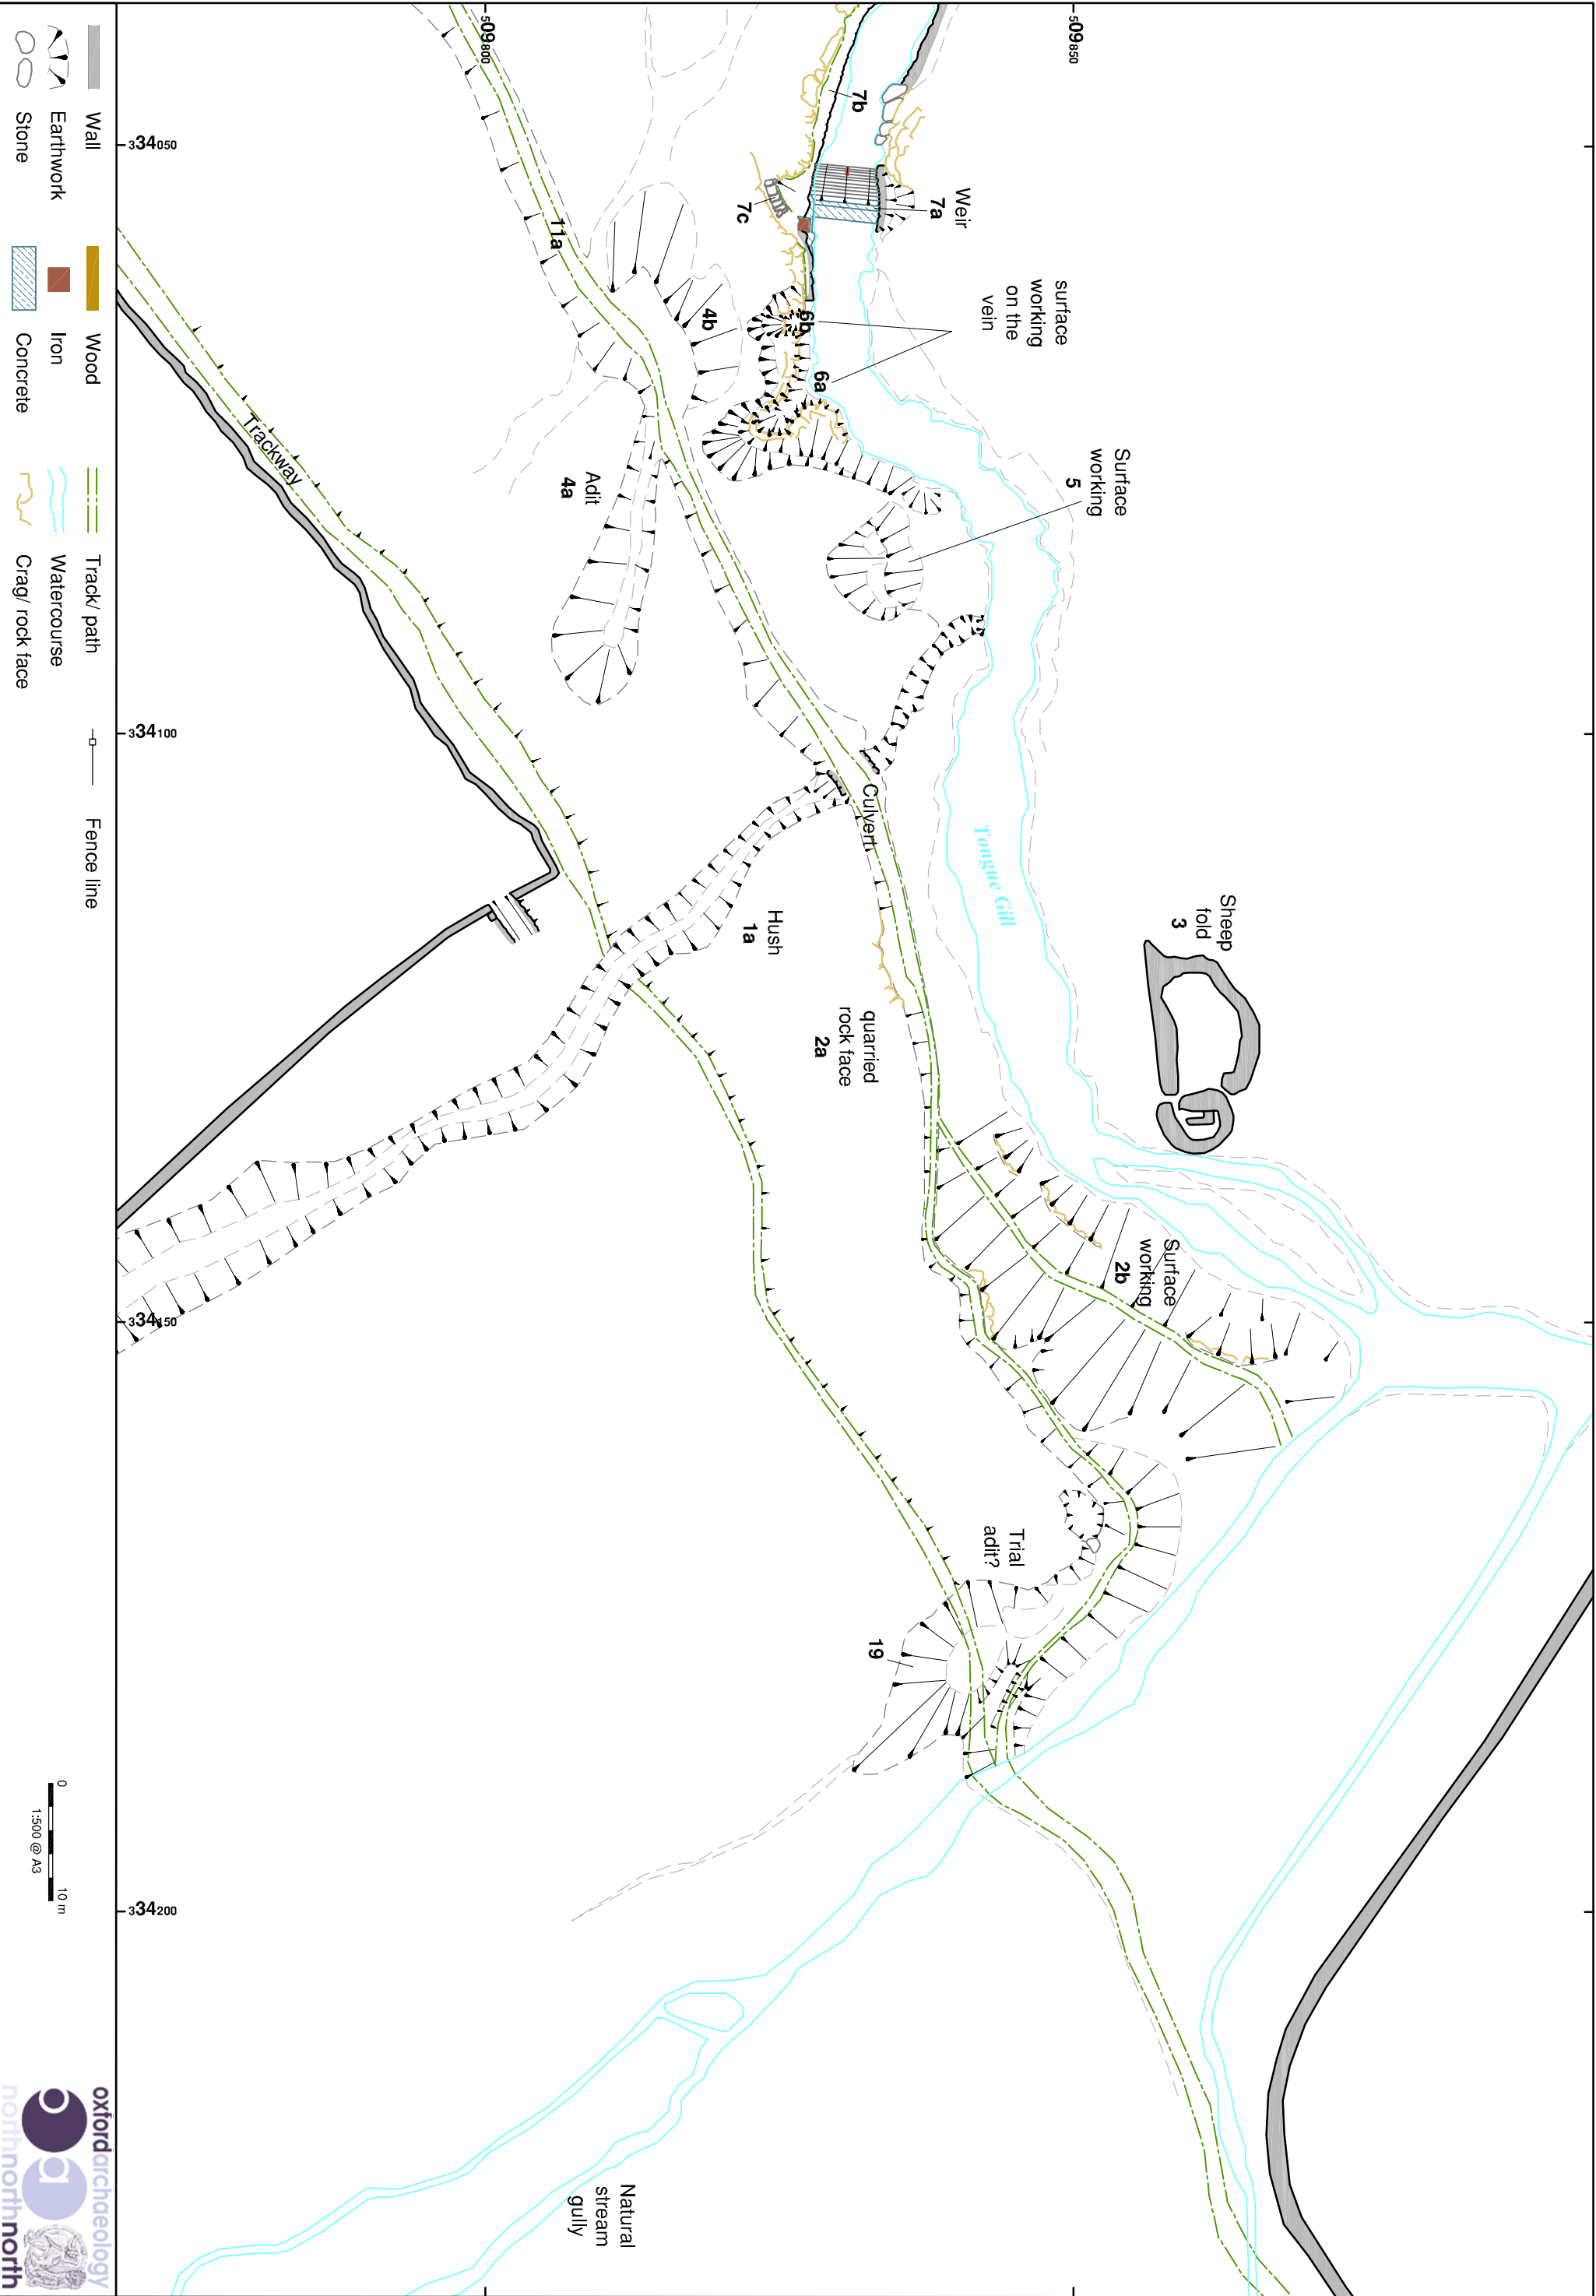 509800
509850
334050
334100
334150
334200
7b
Weir
7a
7c
surface
working
on the
vein
6b
6a
11a
4b
Adit
4a
Surface
working
5
Trackway
Culvert
Tongue Gill
Hush
1a
Sheep
fold
3
quarried
rock face
2a
Surface
working
2b
Trial
adit?
19
Natural
stream
gully
Wall
Earthwork
Stone
Wood
Iron
Concrete
Track/ path
Watercourse
Crag/ rock face
Fence line
0 10 m
1:500 @ A3
oxfordarchaeology
northnorthnorth